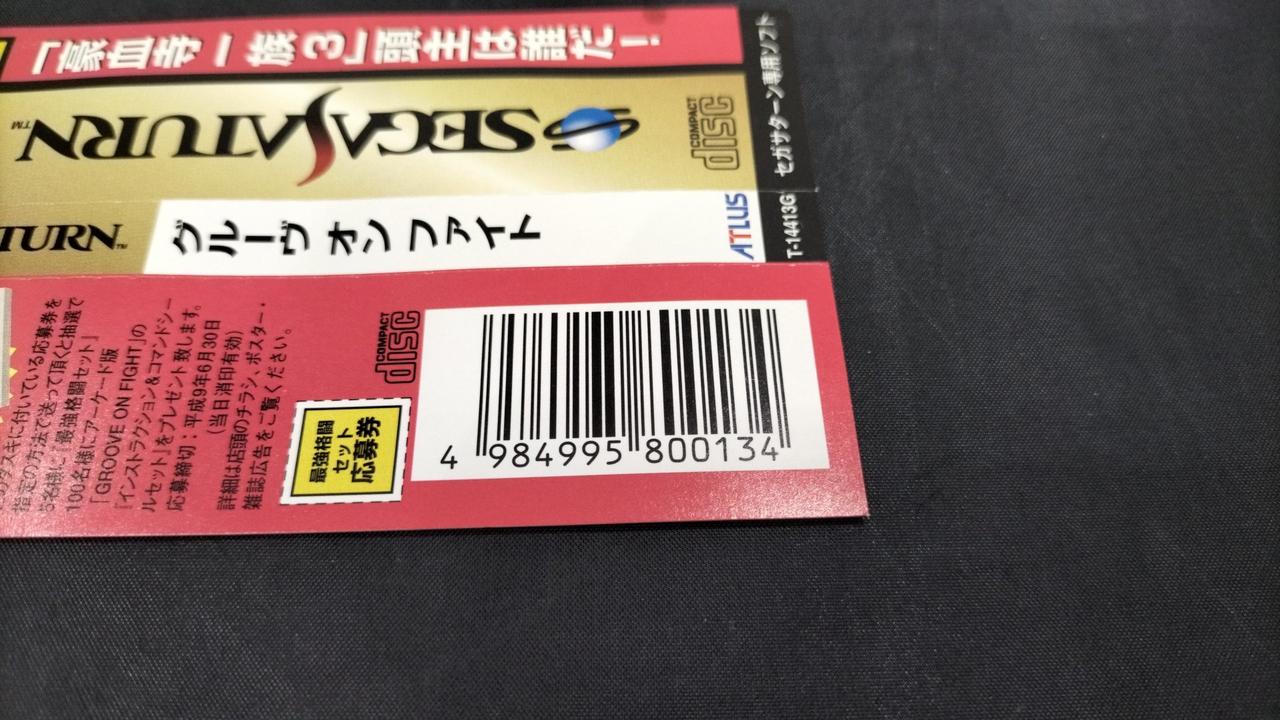 「豪血寺一族3」頭主は誰だ！
SEGA SATURN™
COMPACT
disc
セガサターン専用ソフト
TURN™
グルーヴ オン ファイト
ATLUS
T-14413G
付いている応募券を
指定の方法で送って頂くと抽選で
5名様に「最強格闘セット」
100名様にアーケード版
「GROOVE ON FIGHT」の
「インストラクション&コマンドシー
ルセット」をプレゼント致します。
応募締切：平成9年6月30日
（当日消印有効）
詳細は店頭のチラシ、ポスター・
雑誌広告をご覧ください。
最強格闘
セット
応募券
COMPACT
disc
4 984995 800134